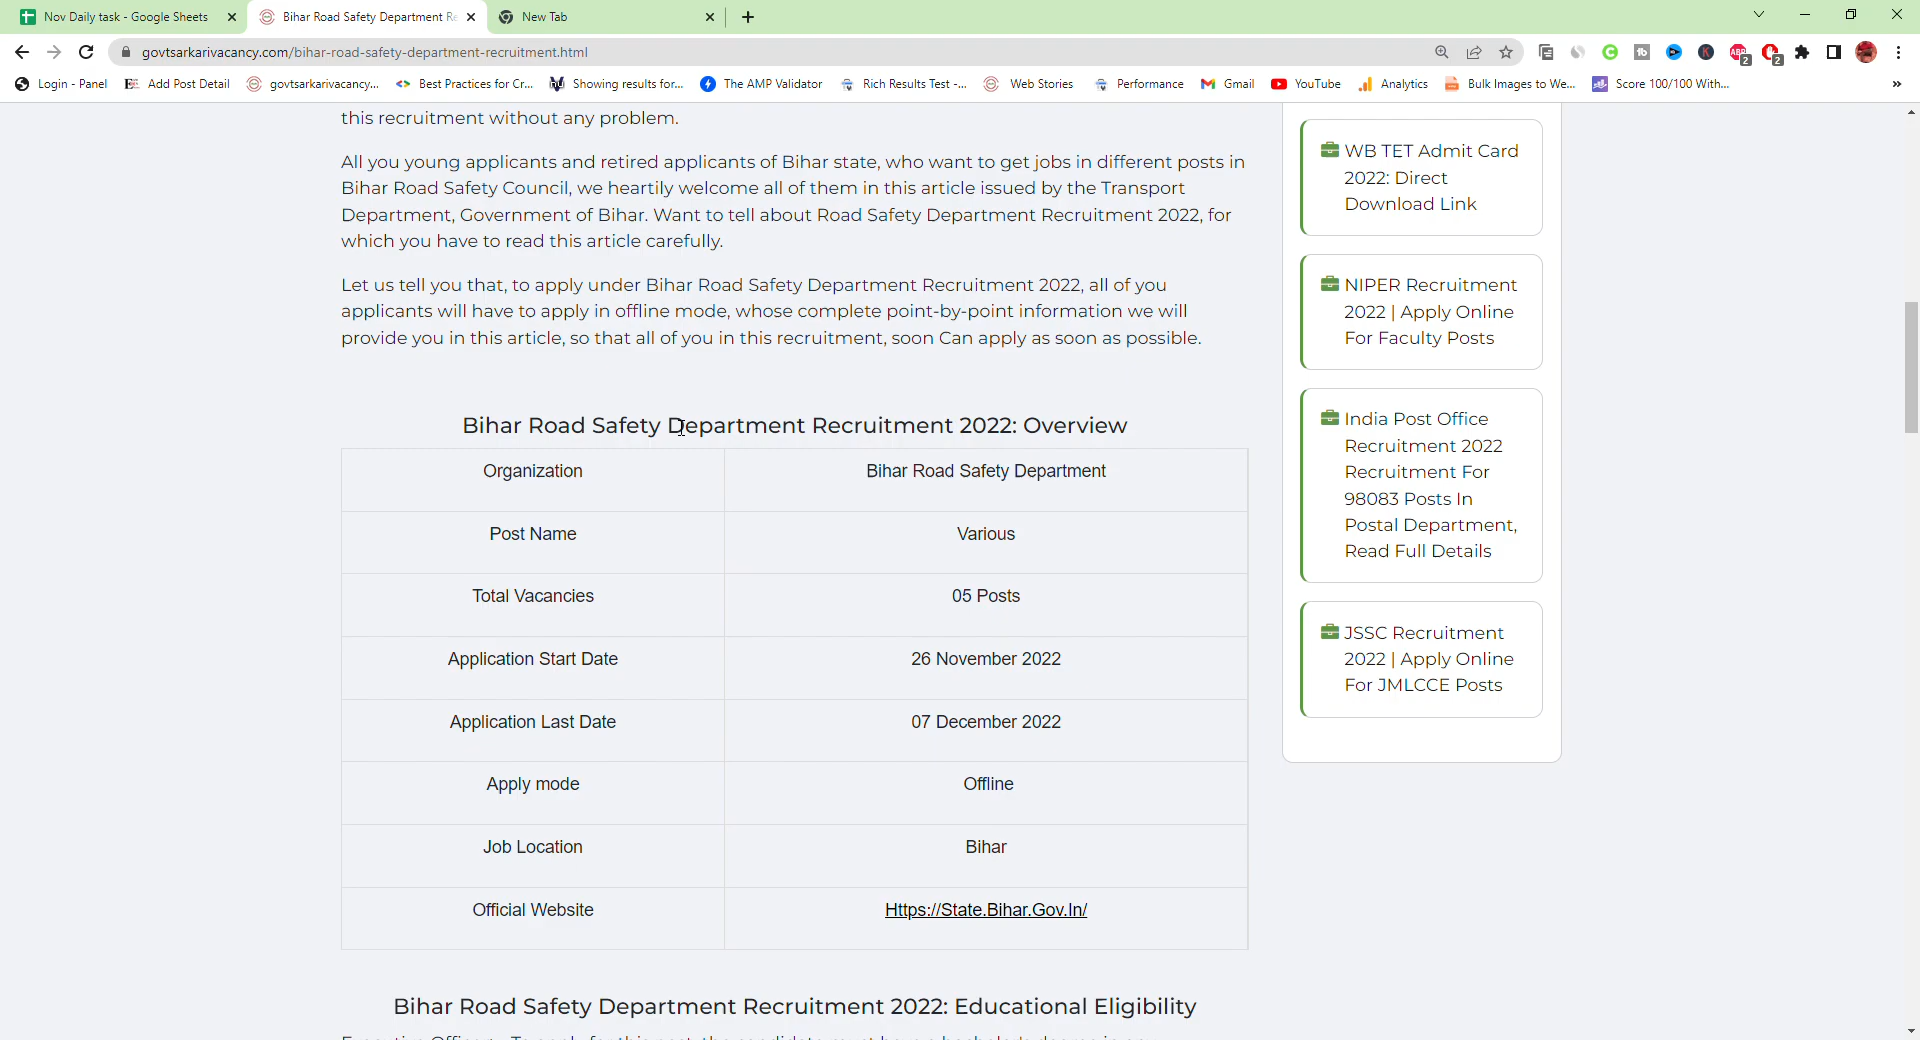 Nov Daily task - Google Sheets
Bihar Road Safety Department Re
New Tab
govtsarkarivacancy.com/bihar-road-safety-department-recruitment.html
ABP
2
2
Login - Panel
Add Post Detail
govtsarkarivacancy...
Best Practices for Cr...
Showing results for...
The AMP Validator
Rich Results Test -...
Web Stories
Performance
Gmail
YouTube
Analytics
Bulk Images to We...
Score 100/100 With...
»
this recruitment without any problem.
All you young applicants and retired applicants of Bihar state, who want to get jobs in different posts in
Bihar Road Safety Council, we heartily welcome all of them in this article issued by the Transport
Department, Government of Bihar. Want to tell about Road Safety Department Recruitment 2022, for
which you have to read this article carefully.
Let us tell you that, to apply under Bihar Road Safety Department Recruitment 2022, all of you
applicants will have to apply in offline mode, whose complete point-by-point information we will
provide you in this article, so that all of you in this recruitment, soon Can apply as soon as possible.
Bihar Road Safety Department Recruitment 2022: Overview
Organization
Bihar Road Safety Department
Post Name
Various
Total Vacancies
05 Posts
Application Start Date
26 November 2022
Application Last Date
07 December 2022
Apply mode
Offline
Job Location
Bihar
Official Website
Https://State.Bihar.Gov.In/
Bihar Road Safety Department Recruitment 2022: Educational Eligibility
WB TET Admit Card
2022: Direct
Download Link
NIPER Recruitment
2022 | Apply Online
For Faculty Posts
India Post Office
Recruitment 2022
Recruitment For
98083 Posts In
Postal Department,
Read Full Details
JSSC Recruitment
2022 | Apply Online
For JMLCCE Posts